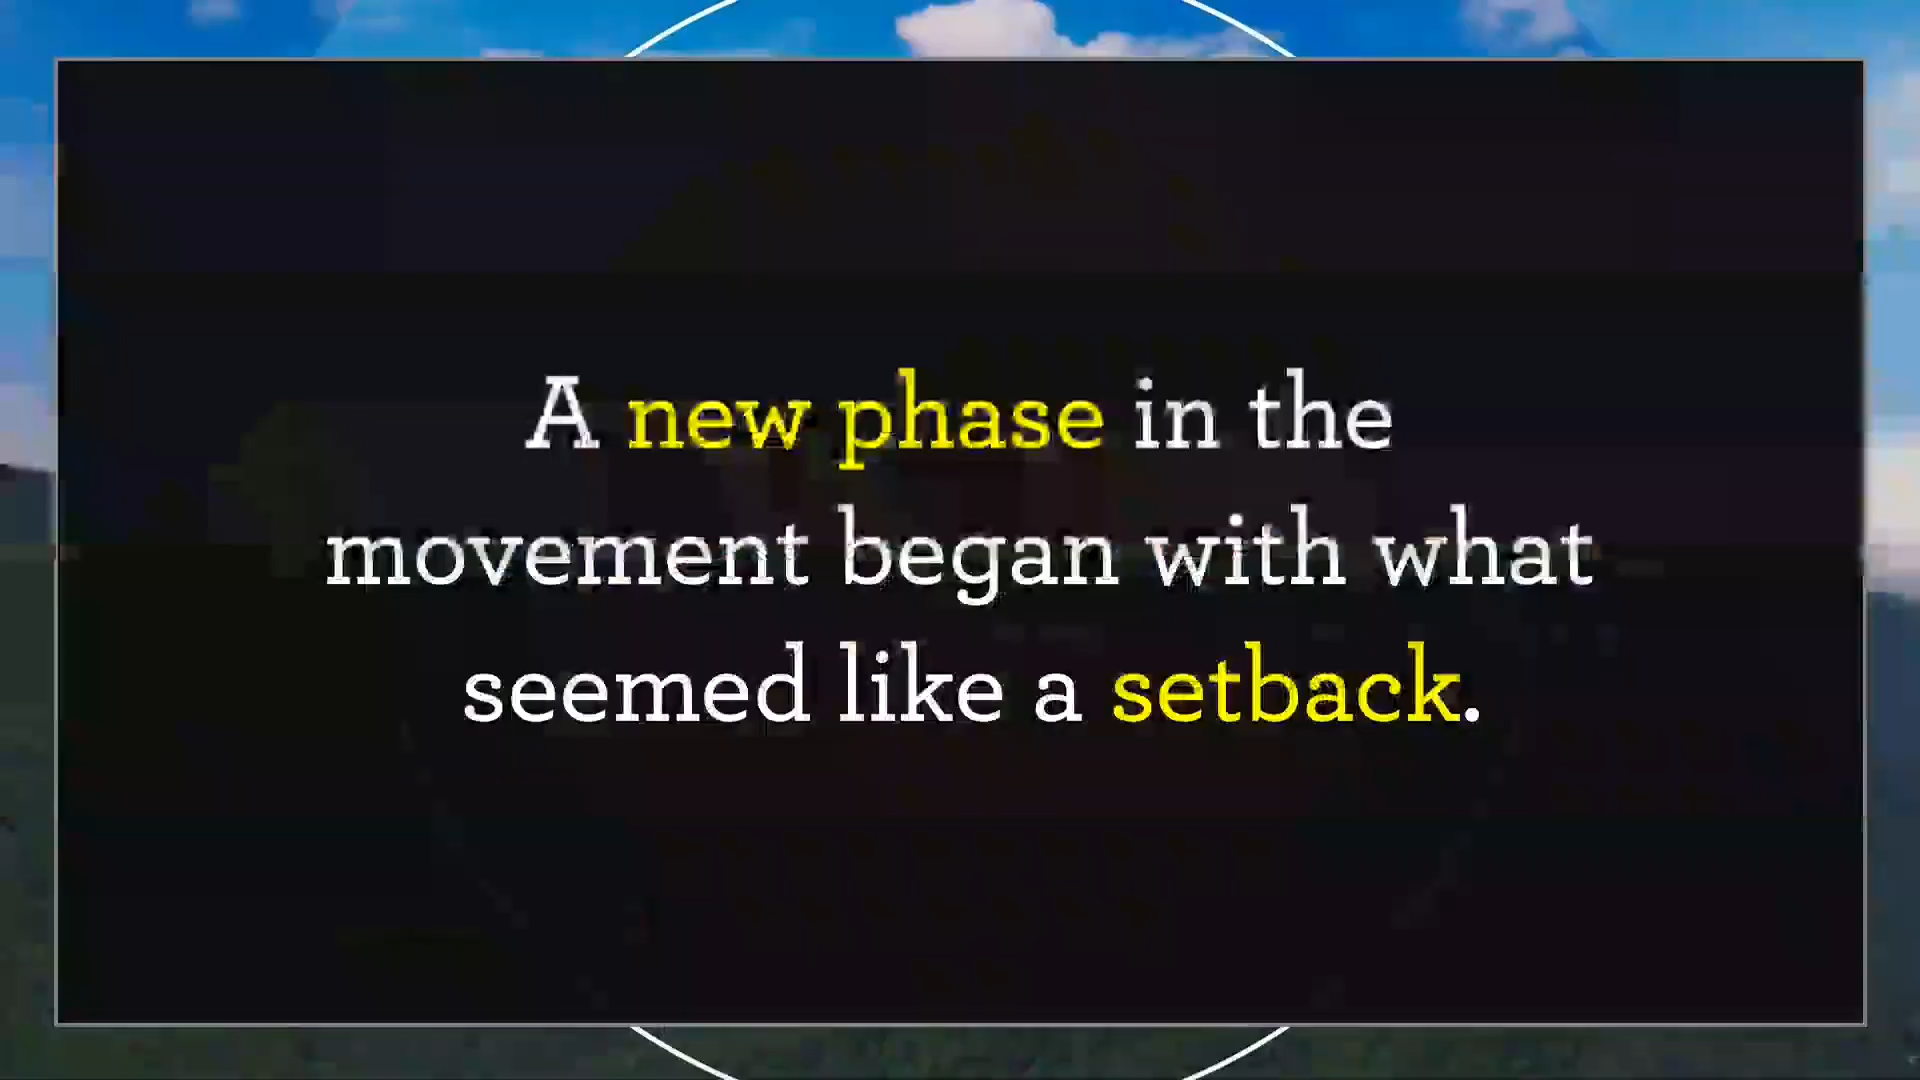 A new phase in the
movement began with what
seemed like a setback.